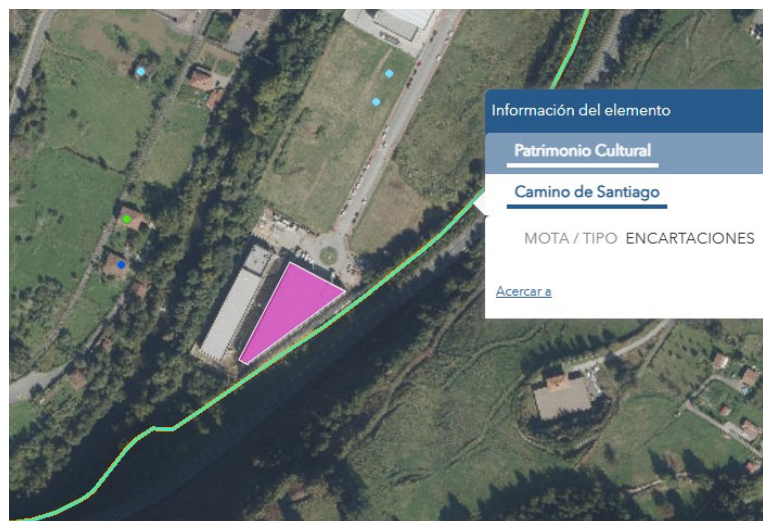 Información del elemento
Patrimonio Cultural
Camino de Santiago
MOTA / TIPO ENCARTACIONES
Acercar a